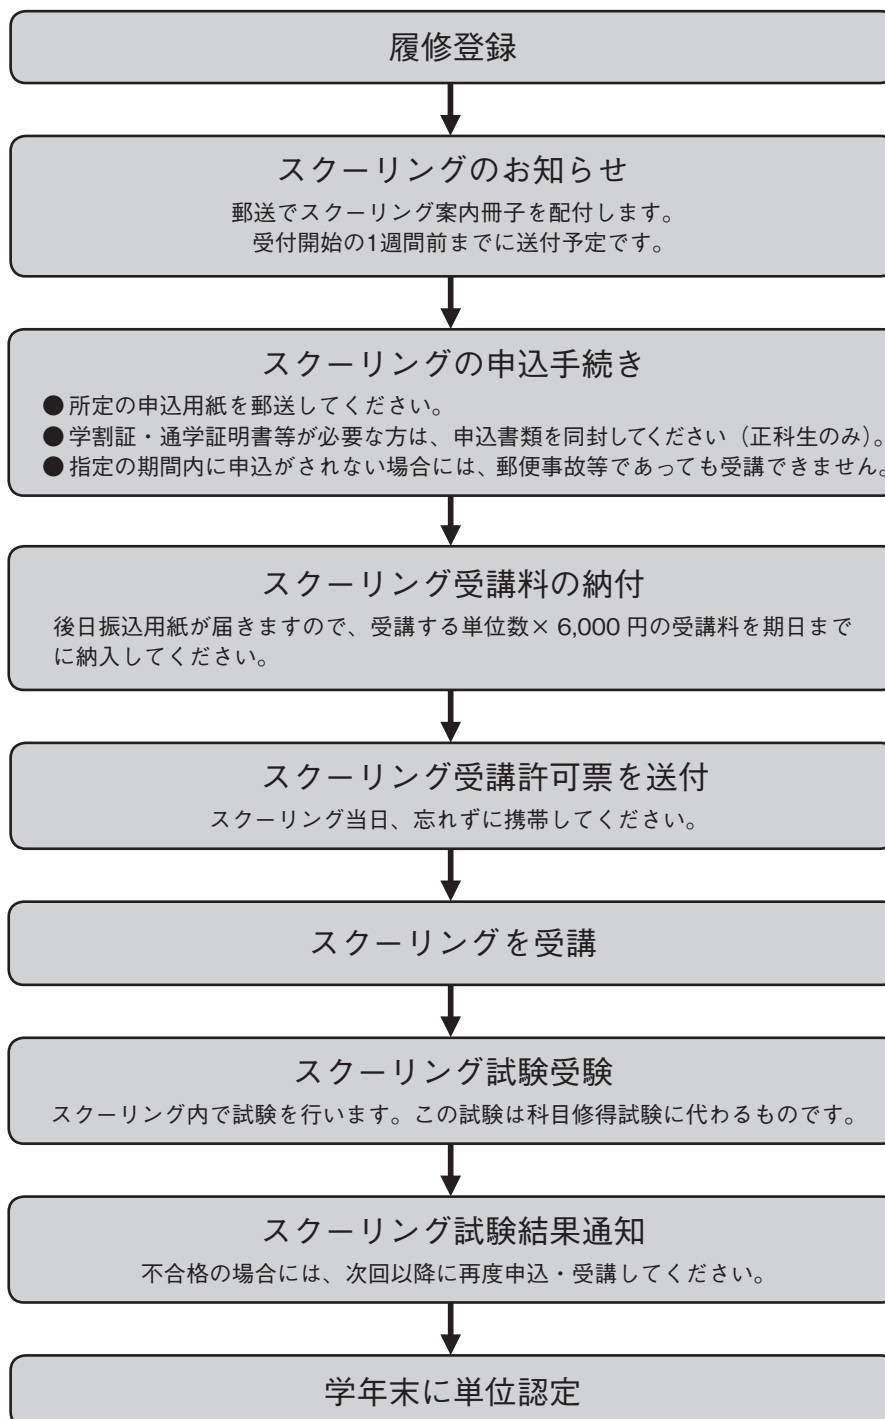 履修登録
スクーリングのお知らせ
郵送でスクーリング案内冊子を配付します。
受付開始の1週間前までに送付予定です。
スクーリングの申込手続き
●所定の申込用紙を郵送してください。
●学割証・通学証明書等が必要な方は、申込書類を同封してください（正科生のみ）。
●指定の期間内に申込がされない場合には、郵便事故等であっても受講できません。
スクーリング受講料の納付
後日振込用紙が届きますので、受講する単位数× 6,000 円の受講料を期日まで
に納入してください。
スクーリング受講許可票を送付
スクーリング当日、忘れずに携帯してください。
スクーリングを受講
スクーリング試験受験
スクーリング内で試験を行います。この試験は科目修得試験に代わるものです。
スクーリング試験結果通知
不合格の場合には、次回以降に再度申込・受講してください。
学年末に単位認定